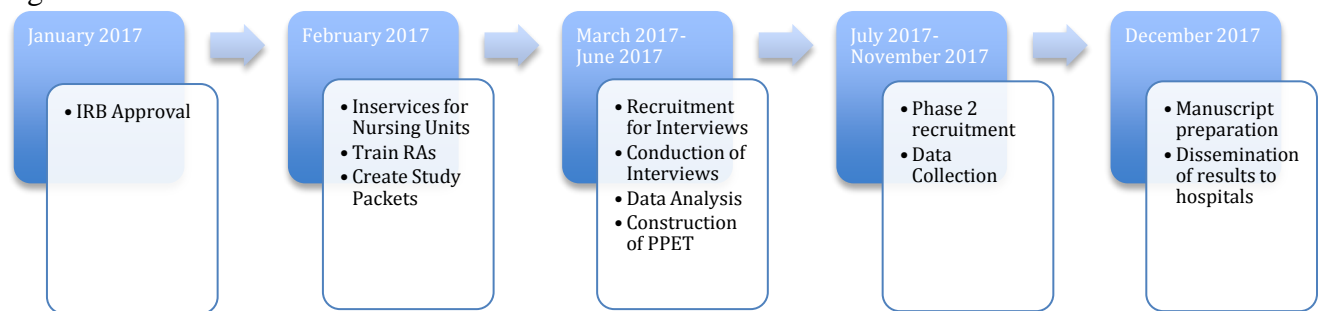 January 2017
• IRB Approval
February 2017
• Inservices for
Nursing Units
• Train RAs
• Create Study
Packets
March 2017-
June 2017
• Recruitment
for Interviews
• Conduction of
Interviews
• Data Analysis
• Construction
of PPET
July 2017-
November 2017
• Phase 2
recruitment
• Data
Collection
December 2017
• Manuscript
preparation
• Dissemination
of results to
hospitals